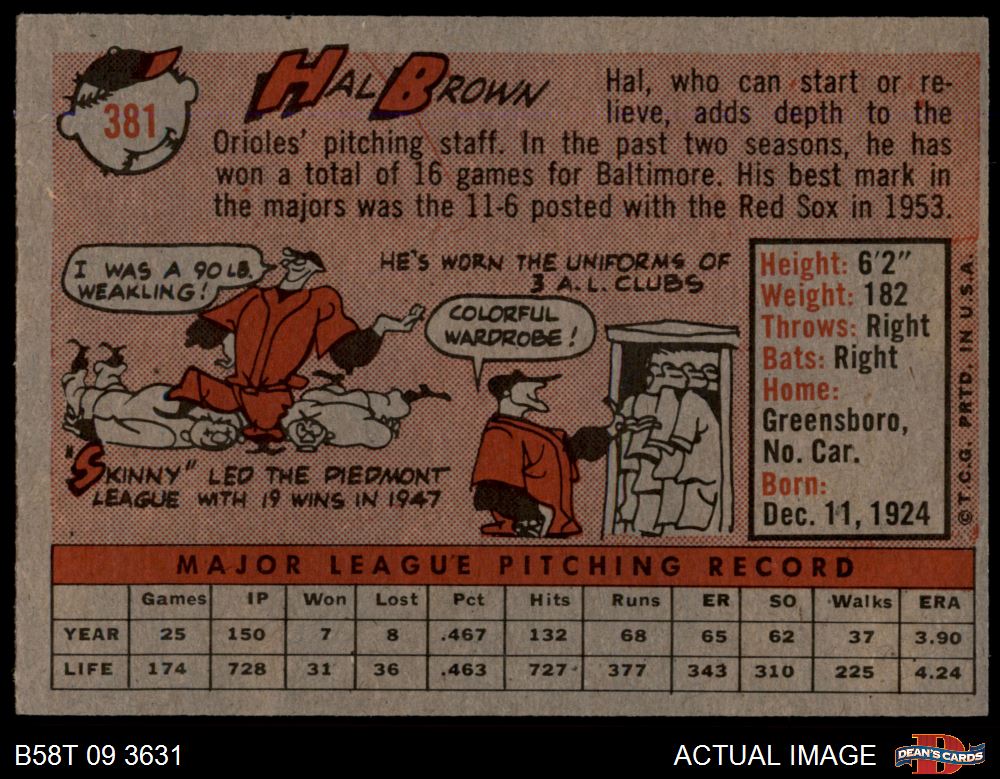 381
HAL BROWN
Hal, who can start or re-
lieve, adds depth to the
Orioles' pitching staff. In the past two seasons, he has
won a total of 16 games for Baltimore. His best mark in
the majors was the 11-6 posted with the Red Sox in 1953.
I WAS A 90 LB.
WEAKLING!
"SKINNY" LED THE PIEDMONT
LEAGUE WITH 19 WINS IN 1947
HE'S WORN THE UNIFORMS OF
3 A.L. CLUBS
COLORFUL
WARDROBE!
Height: 6'2"
Weight: 182
Throws: Right
Bats: Right
Home:
Greensboro,
No. Car.
Born:
Dec. 11, 1924
© T.C.G. PRTD. IN U.S.A.
MAJOR LEAGUE PITCHING RECORD
Games IP Won Lost Pct Hits Runs ER SO Walks ERA
YEAR 25 150 7 8 .467 132 68 65 62 37 3.90
LIFE 174 728 31 36 .463 727 377 343 310 225 4.24
B58T 09 3631
ACTUAL IMAGE
DEAN'S CARDS